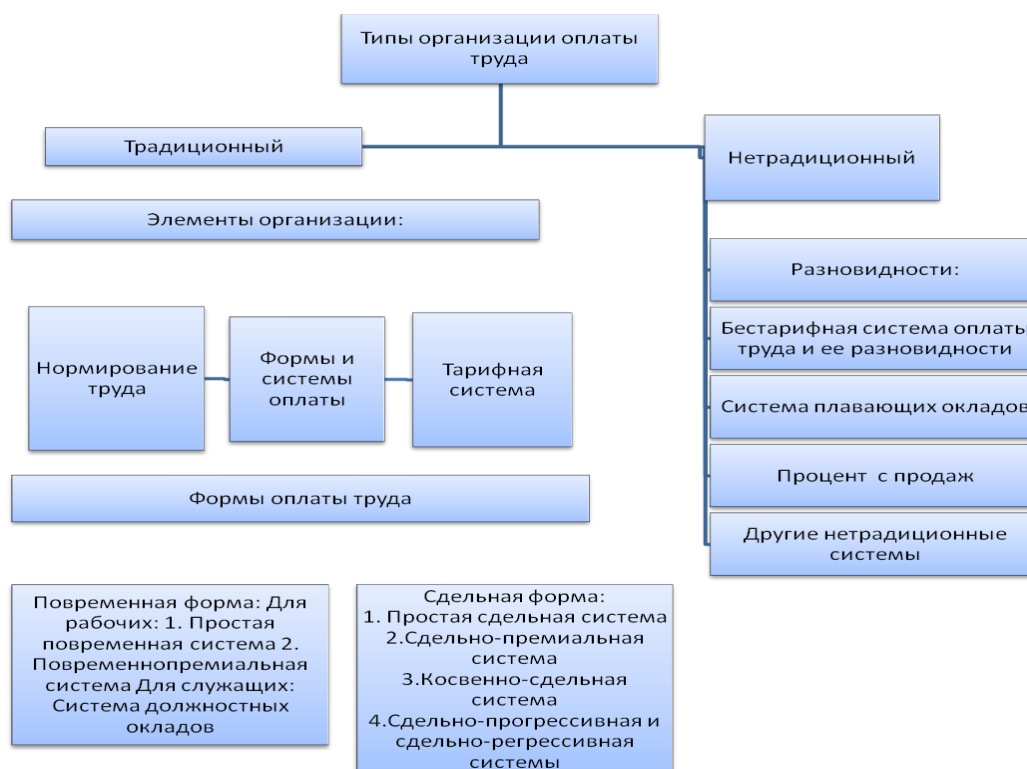 Типы организации оплаты
труда
Традиционный
Нетрадиционный
Элементы организации:
Нормирование
труда
Формы и
системы
оплаты
Тарифная
система
Формы оплаты труда
Повременная форма: Для
рабочих: 1. Простая
повременная система 2.
Повременнопремиальная
система Для служащих:
Система должностных
окладов
Сдельная форма:
1. Простая сдельная система
2.Сдельно-премиальная
система
3.Косвенно-сдельная
система
4.Сдельно-прогрессивная и
сдельно-регрессивная
системы
Разновидности:
Бестарифная система оплаты
труда и ее разновидности
Система плавающих окладов
Процент с продаж
Другие нетрадиционные
системы